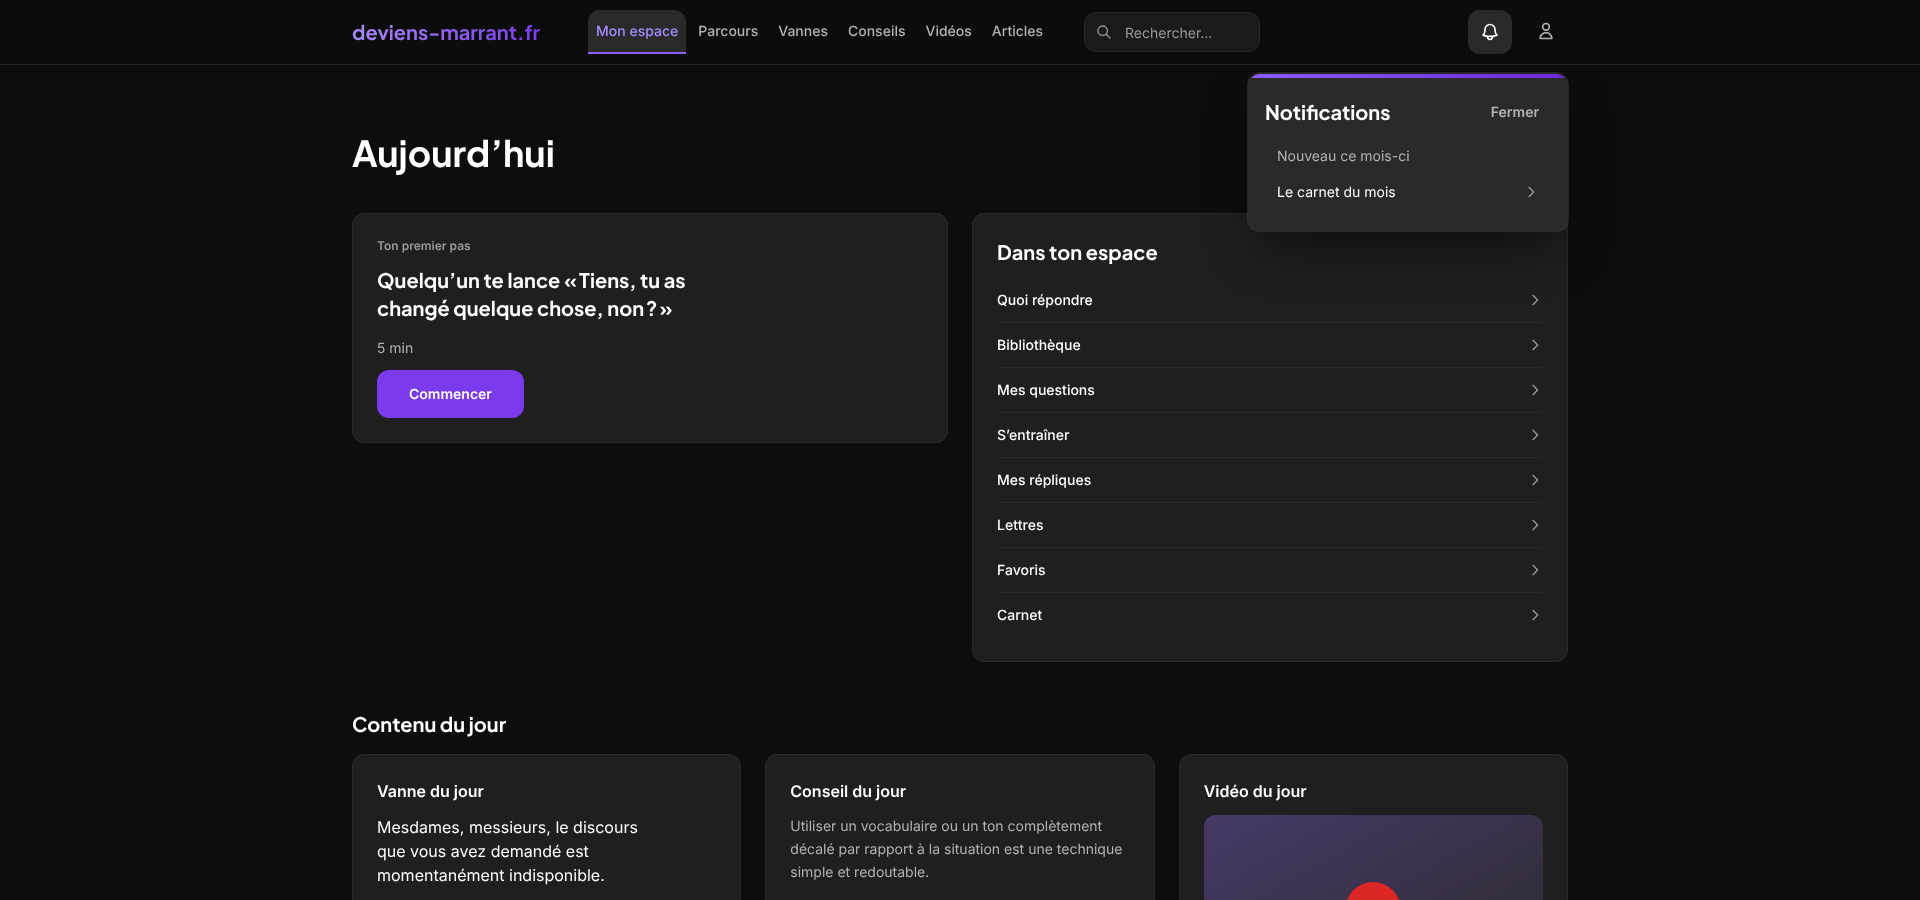 deviens-marrant.fr
Mon espace
Parcours
Vannes
Conseils
Vidéos
Articles
Rechercher...
Notifications
Fermer
Nouveau ce mois-ci
Le carnet du mois
Aujourd’hui
Ton premier pas
Quelqu’un te lance « Tiens, tu as
changé quelque chose, non ? »
5 min
Commencer
Dans ton espace
Quoi répondre
Bibliothèque
Mes questions
S’entraîner
Mes répliques
Lettres
Favoris
Carnet
Contenu du jour
Vanne du jour
Mesdames, messieurs, le discours
que vous avez demandé est
momentanément indisponible.
Conseil du jour
Utiliser un vocabulaire ou un ton complètement
décalé par rapport à la situation est une technique
simple et redoutable.
Vidéo du jour